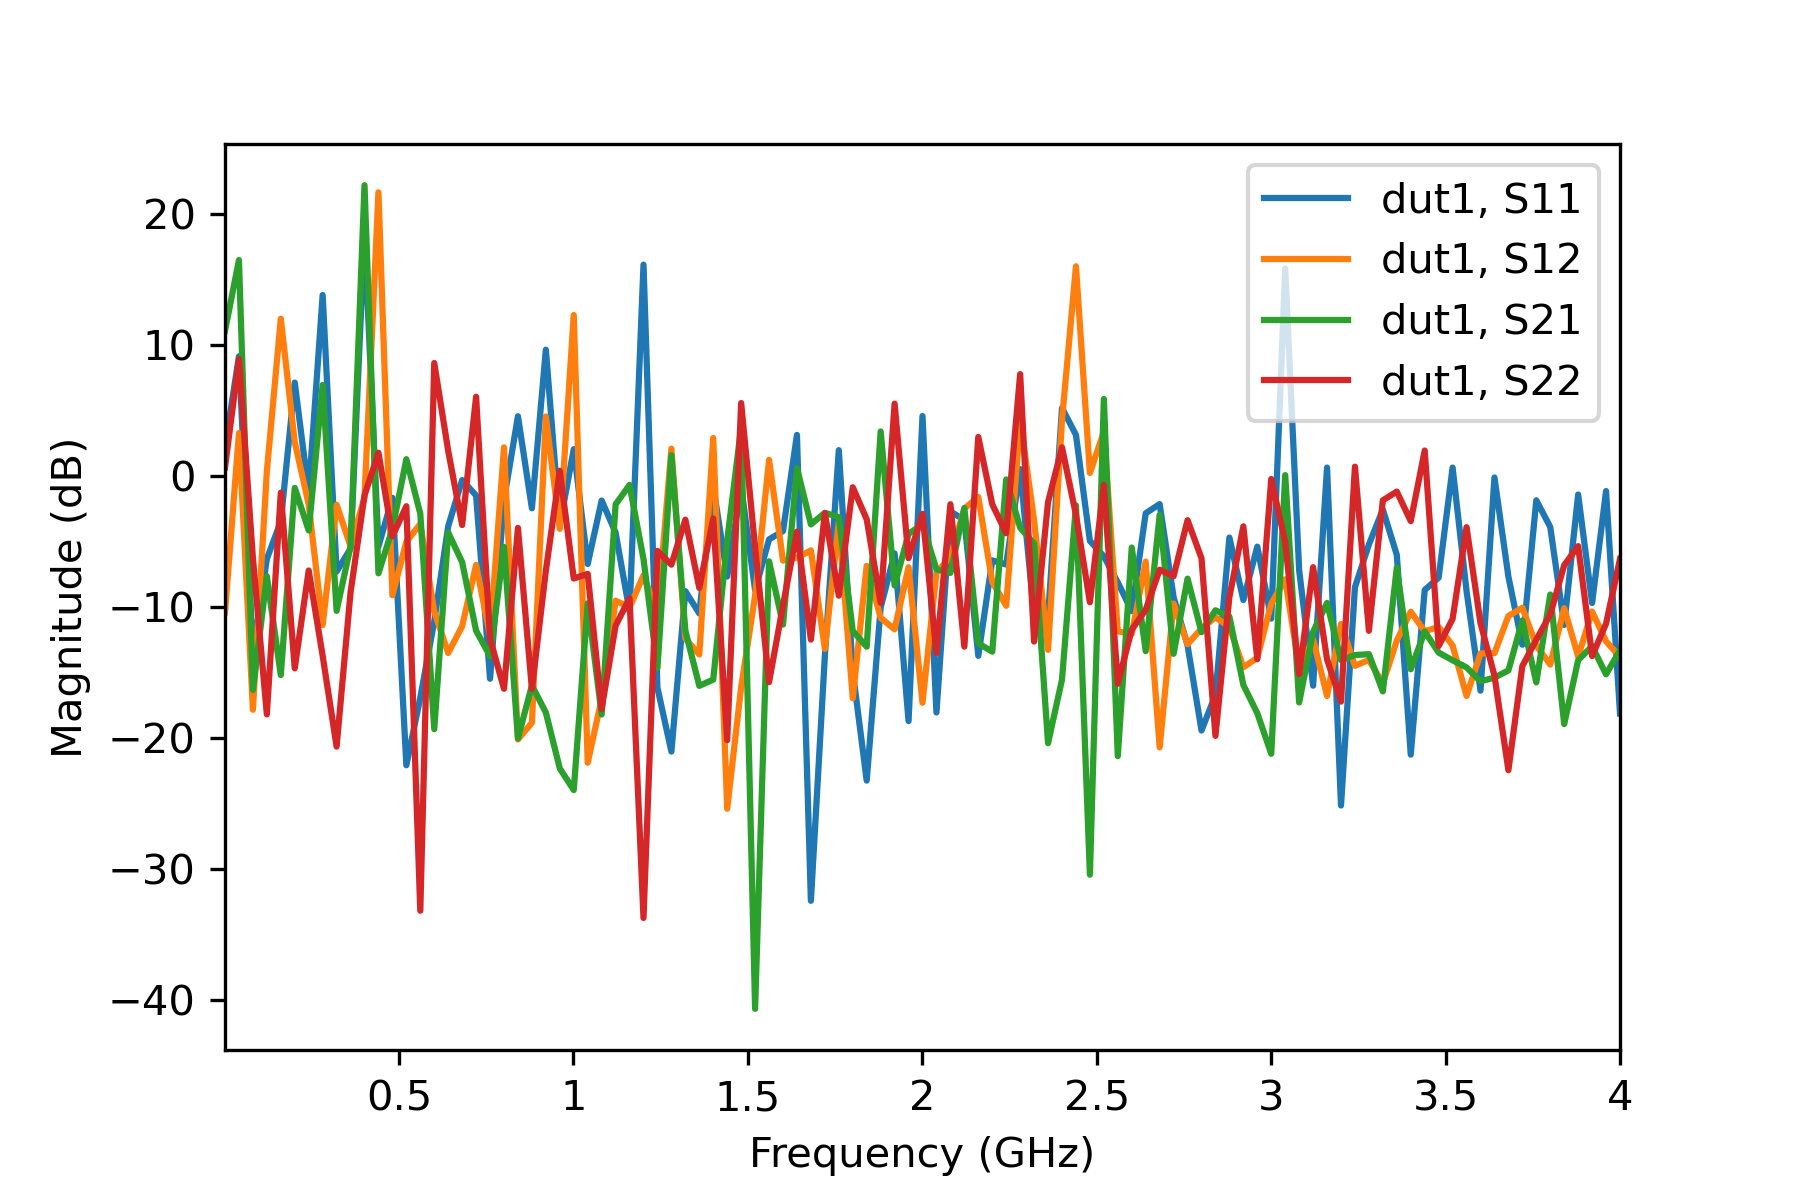 20
10
0
−10
−20
−30
−40
Magnitude (dB)
dut1, S11
dut1, S12
dut1, S21
dut1, S22
0.5 1 1.5 2 2.5 3 3.5 4
Frequency (GHz)